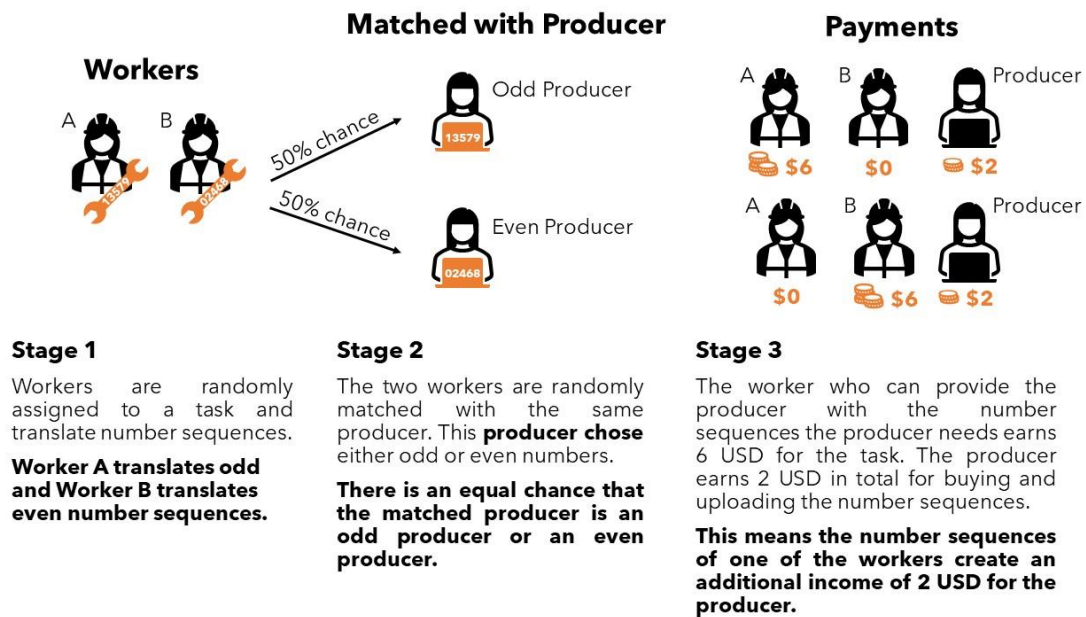 Workers
A
B
13579
02468
50% chance
50% chance
Matched with Producer
Odd Producer
13579
Even Producer
02468
Payments
A
B
Producer
$6
$0
$2
A
B
Producer
$0
$6
$2
Stage 1
Workers are randomly
assigned to a task and
translate number sequences.
Worker A translates odd
and Worker B translates
even number sequences.
Stage 2
The two workers are randomly
matched with the same
producer. This producer chose
either odd or even numbers.
There is an equal chance that
the matched producer is an
odd producer or an even
producer.
Stage 3
The worker who can provide the
producer with the number
sequences the producer needs earns
6 USD for the task. The producer
earns 2 USD in total for buying and
uploading the number sequences.
This means the number sequences
of one of the workers create an
additional income of 2 USD for the
producer.